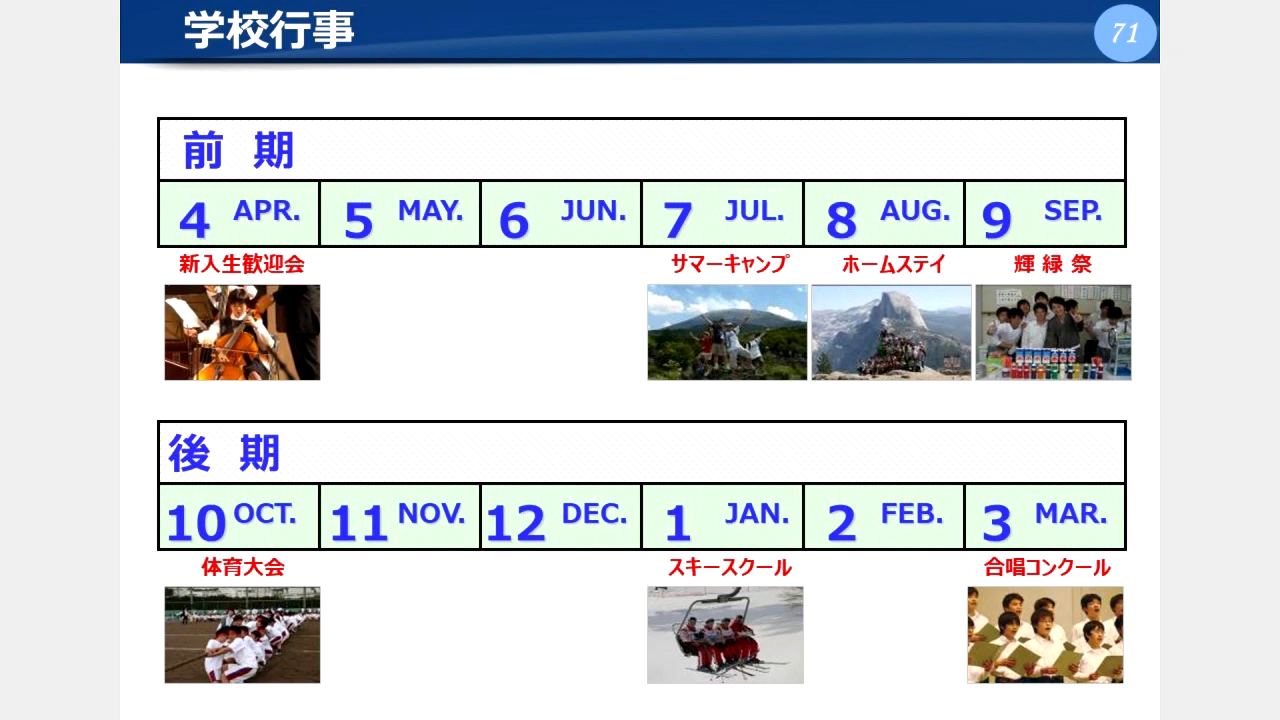 学校行事
71
前 期
4 APR. 5 MAY. 6 JUN. 7 JUL. 8 AUG. 9 SEP.
新入生歓迎会 サマーキャンプ ホームステイ 輝 緑 祭
後 期
10 OCT. 11 NOV. 12 DEC. 1 JAN. 2 FEB. 3 MAR.
体育大会 スキースクール 合唱コンクール